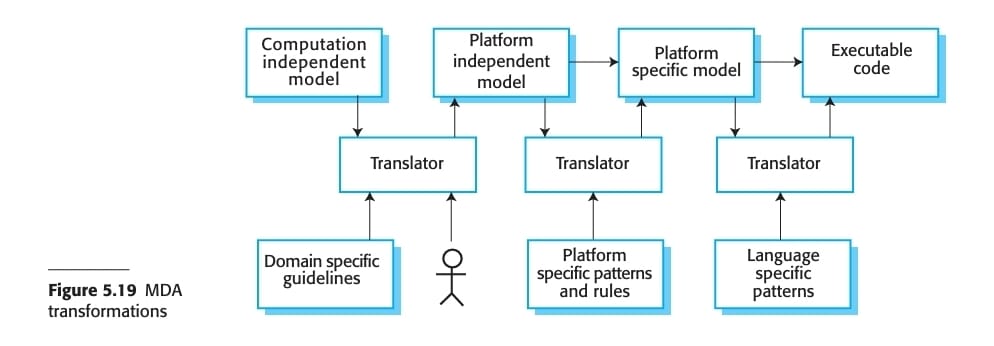 Computation
independent
model
Platform
independent
model
Platform
specific model
Executable
code
Translator
Translator
Translator
Domain specific
guidelines
Platform
specific patterns
and rules
Language
specific
patterns
Figure 5.19 MDA
transformations